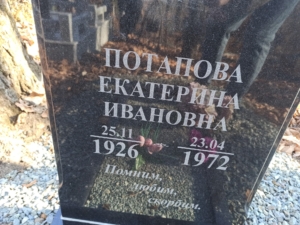 ПОТАПОВА
ЕКАТЕРИНА
ИВАНОВНА
25.11 23.04
1926 1972
Помним,
любим,
скорбим.